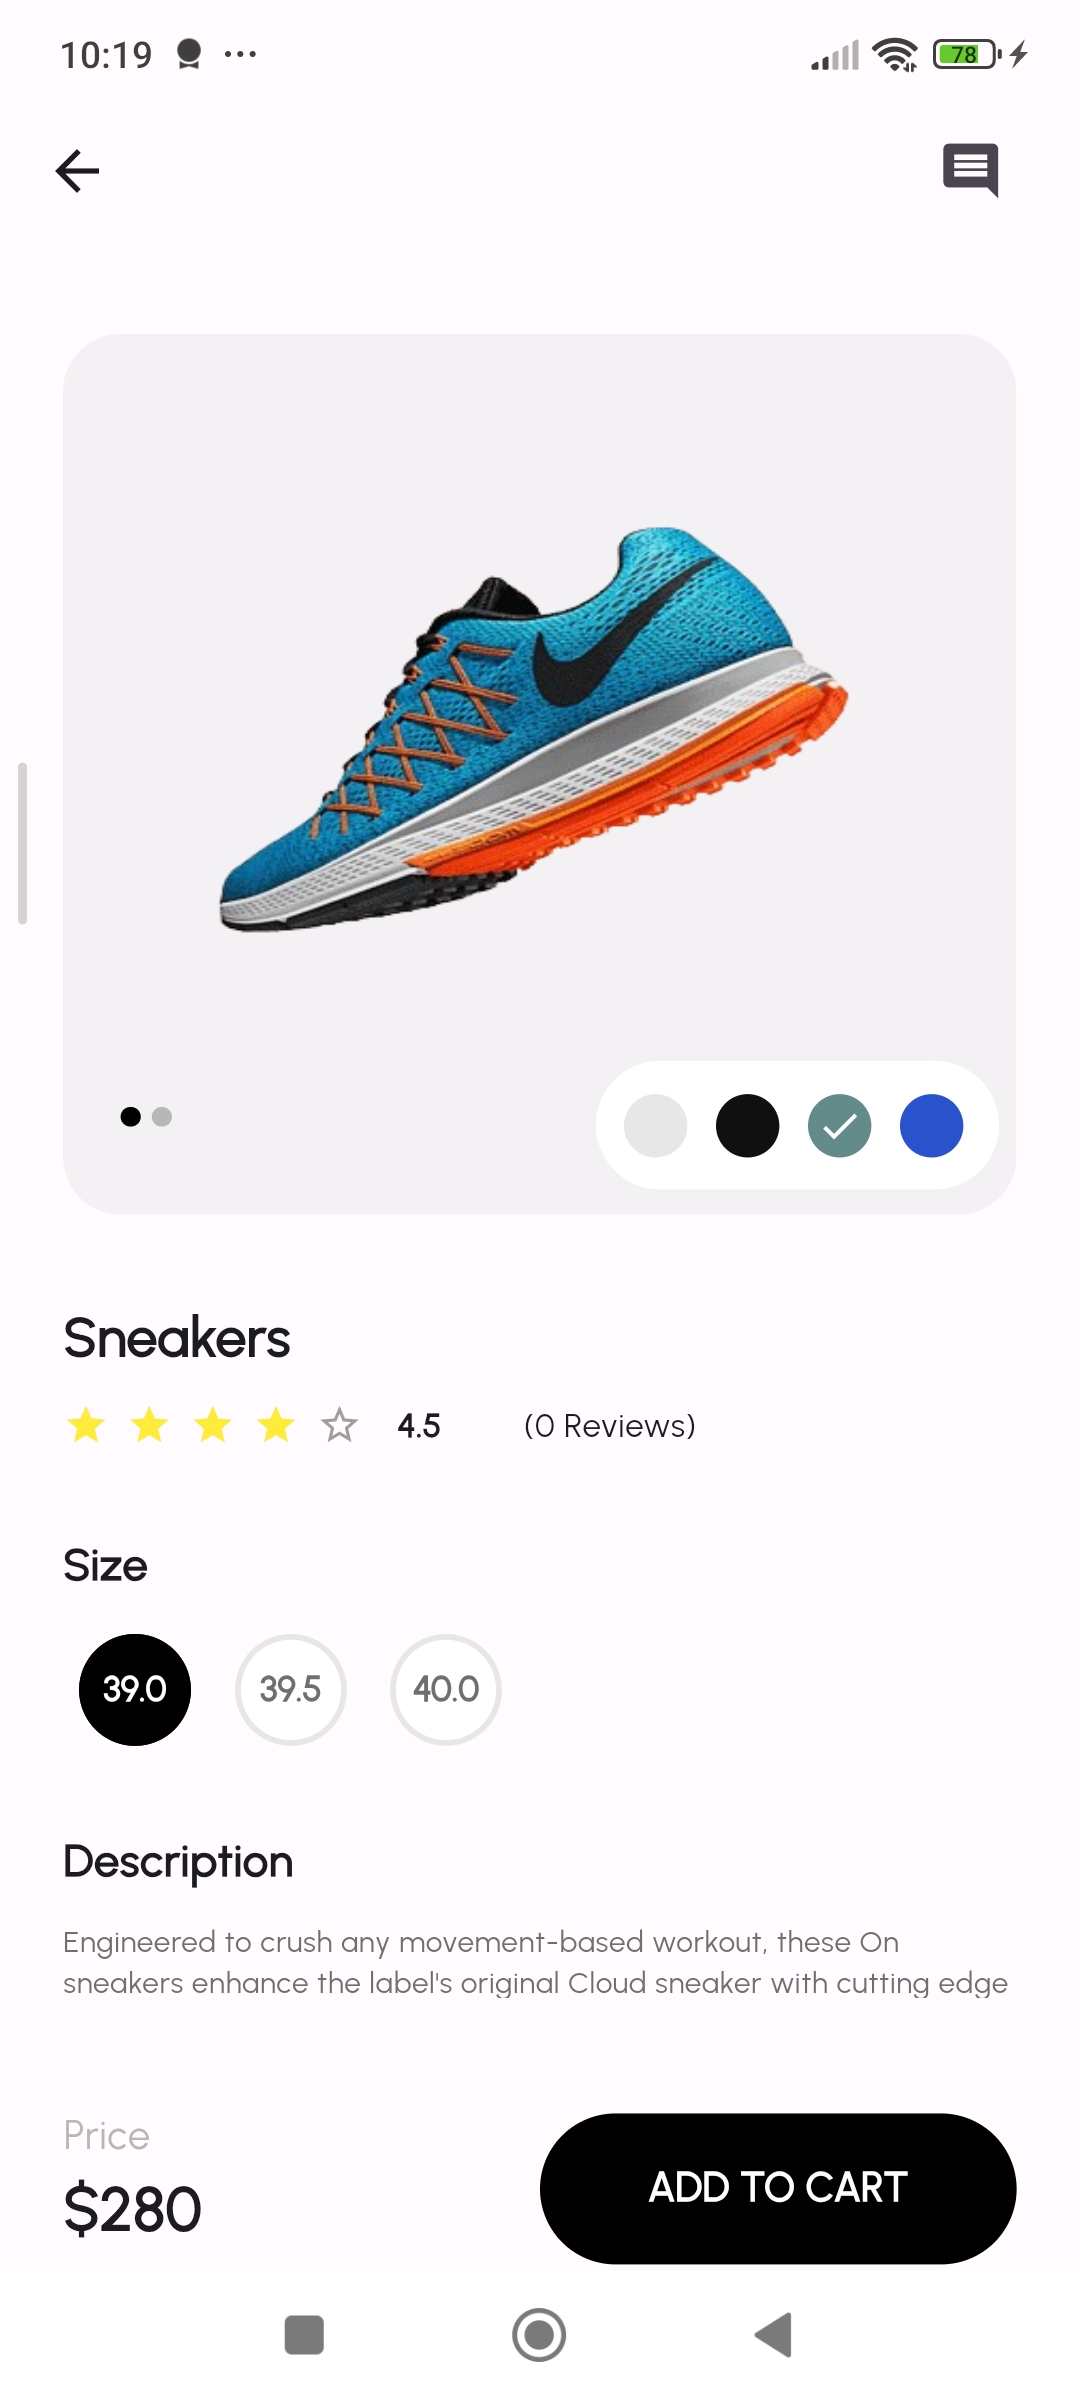 10:19
78
Sneakers
4.5 (0 Reviews)
Size
39.0 39.5 40.0
Description
Engineered to crush any movement-based workout, these On
sneakers enhance the label's original Cloud sneaker with cutting edge
Price
$280
ADD TO CART